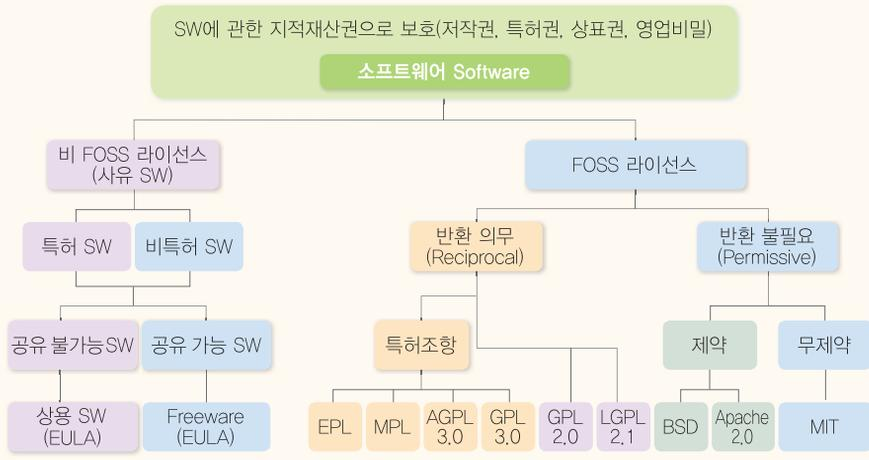 SW에 관한 지적재산권으로 보호(저작권, 특허권, 상표권, 영업비밀)
소프트웨어 Software
비 FOSS 라이선스
(사유 SW)
FOSS 라이선스
특허 SW
비특허 SW
반환 의무
(Reciprocal)
반환 불필요
(Permissive)
공유 불가능SW
공유 가능 SW
특허조항
제약
무제약
상용 SW
(EULA)
Freeware
(EULA)
EPL
MPL
AGPL
3.0
GPL
3.0
GPL
2.0
LGPL
2.1
BSD
Apache
2.0
MIT